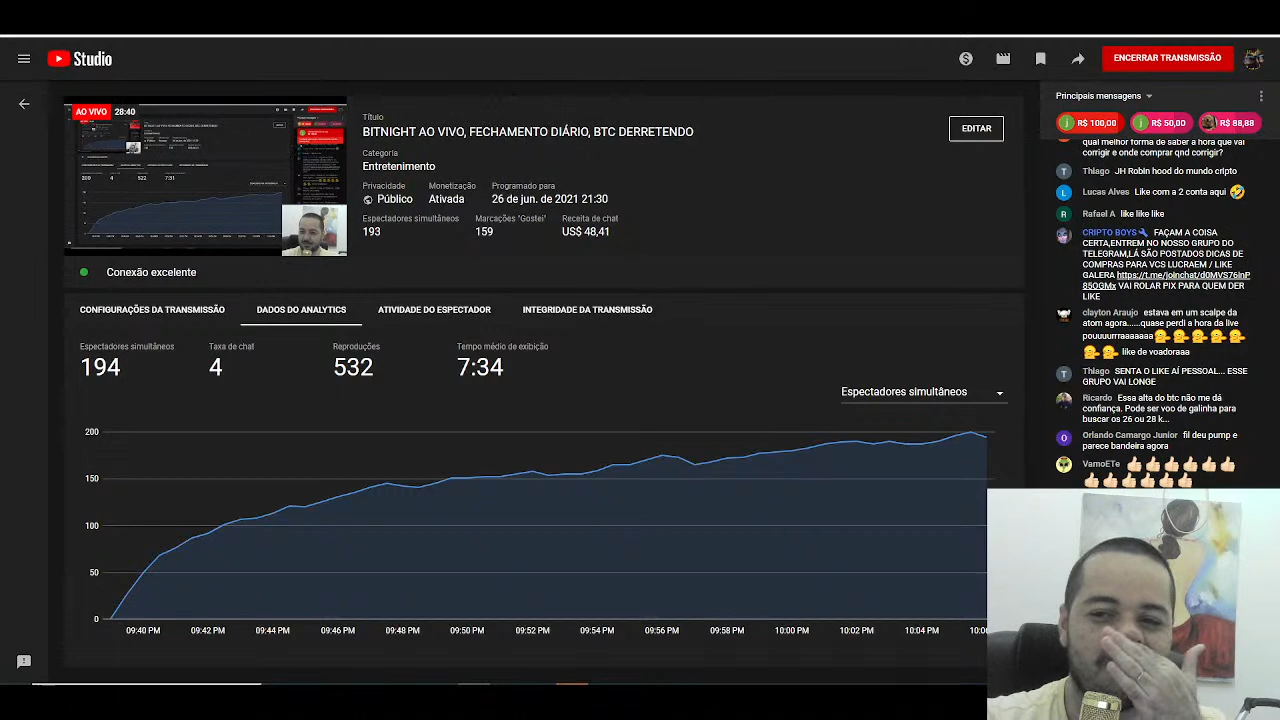 Studio
ENCERRAR TRANSMISSÃO
AO VIVO 28:40
Título
BITNIGHT AO VIVO, FECHAMENTO DIÁRIO, BTC DERRETENDO
EDITAR
Categoria
Entretenimento
Privacidade
Público
Ativada
Espectadores simultâneos
193
Marcações "Gostei"
159
Receita de chat
US$ 48,41
Conexão excelente
CONFIGURAÇÕES DA TRANSMISSÃO
DADOS DO ANALYTICS
ATIVIDADE DO ESPECTADOR
INTEGRIDADE DA TRANSMISSÃO
Espectadores simultâneos
194
Taxa de chat
4
Reproduções
532
Tempo médio de exibição
7:34
Espectadores simultâneos
200
150
100
50
0
09:40 PM
09:42 PM
09:44 PM
09:46 PM
09:48 PM
09:50 PM
09:52 PM
09:54 PM
09:56 PM
09:58 PM
10:00 PM
10:02 PM
10:04 PM
Principais mensagens
R$ 100,00
R$ 50,00
R$ 88,88
qual melhor forma de saber a hora que vai
corrigir e onde comprar qnd corrigir?
Thiago JH Robin hood do mundo cripto
Lucas Alves Like com a conta aqui 🤣
Rafael A like like like
CRIPTO BOYS FAÇAM A COISA
CERTA,ENTREM NO NOSSO GRUPO DO
TELEGRAM,LÁ SÃO POSTADOS DICAS DE
COMPRAS PARA VCS LUCRAEM / LIKE
GALERA https://t.me/joinchat/d0MVS76inP
85OGMx VAI ROLAR PIX PARA QUEM DER
LIKE
clayton Araujo estava em um scalpe da
atom agora......quase perdi a hora da live
pouuuurrraaaaaaa
like de voadoraaa
Thiago SENTA O LIKE AÍ PESSOAL... ESSE
GRUPO VAI LONGE
Ricardo Essa alta do btc não me dá
confiança. Pode ser voo de galinha para
buscar os 26 ou 28 k...
Orlando Camargo Junior fil deu pump e
parece bandeira agora
VamoETe 👍🏻👍🏻👍🏻👍🏻👍🏻👍🏻
👍🏻👍🏻👍🏻👍🏻👍🏻👍🏻